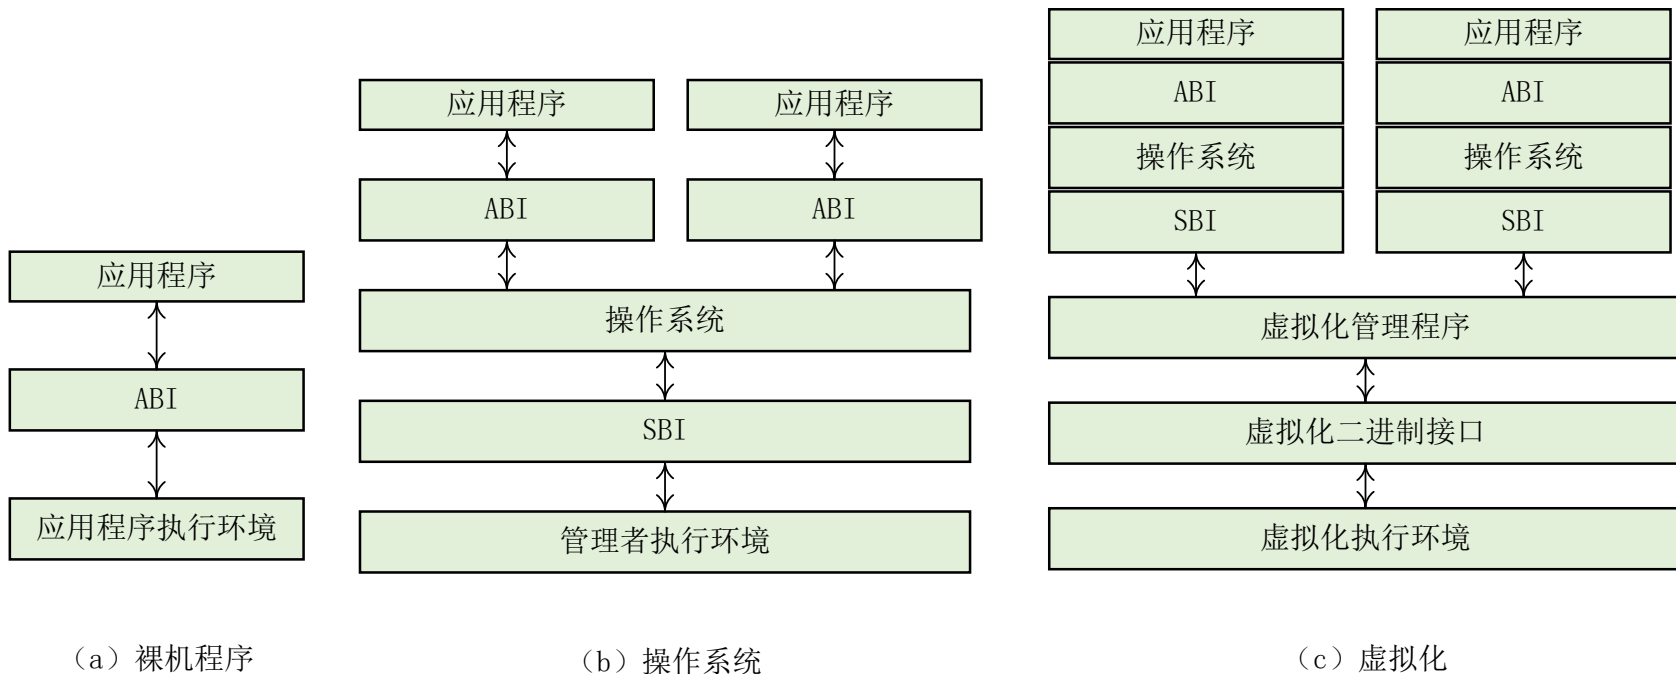 应用程序
ABI
应用程序执行环境
(a)裸机程序
应用程序 应用程序
ABI ABI
操作系统
SBI
管理者执行环境
(b)操作系统
应用程序 应用程序
ABI ABI
操作系统 操作系统
SBI SBI
虚拟化管理程序
虚拟化二进制接口
虚拟化执行环境
(c)虚拟化